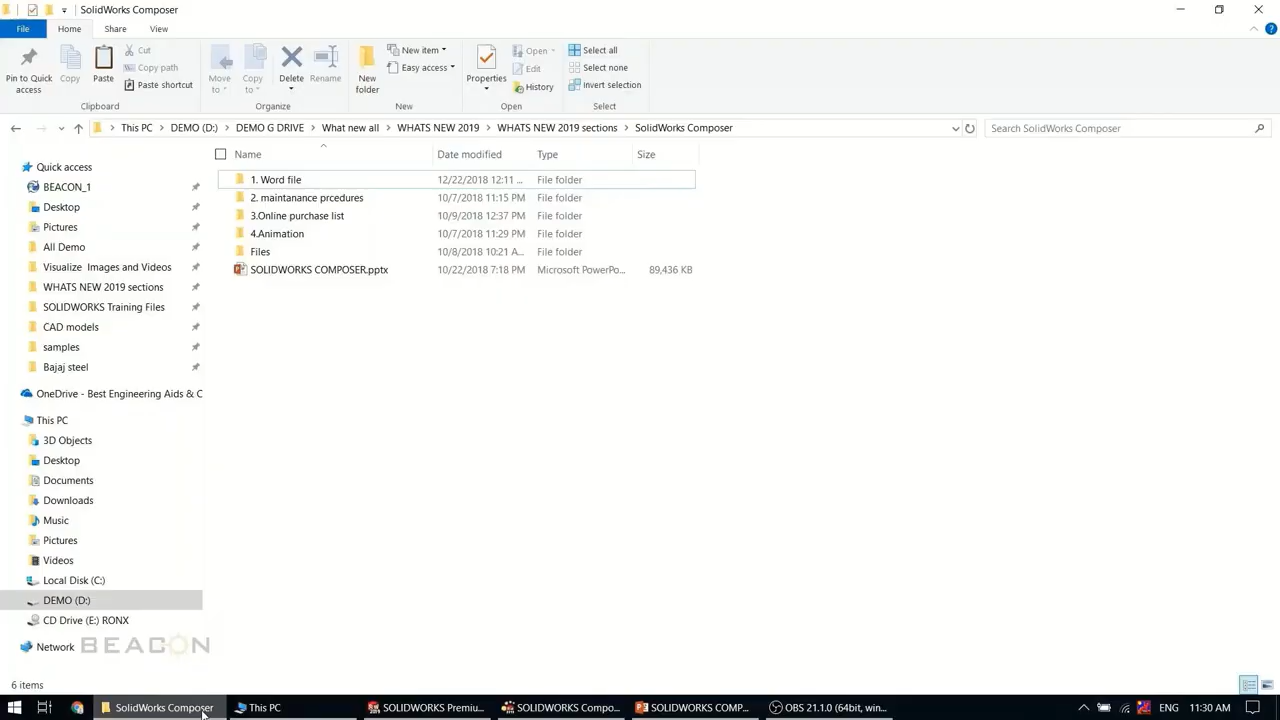 SolidWorks Composer
File Home Share View
Pin to Quick access
Copy
Paste
Cut
Copy path
Paste shortcut
Clipboard
Move to
Copy to
Delete
Rename
Organize
New folder
New item
Easy access
New
Properties
Open
Edit
History
Open
Select all
Select none
Invert selection
Select
This PC DEMO (D:) DEMO G DRIVE What new all WHATS NEW 2019 WHATS NEW 2019 sections SolidWorks Composer
Search SolidWorks Composer
Name Date modified Type Size
1. Word file 12/22/2018 12:11 ... File folder
2. maintanance prcedures 10/7/2018 11:15 PM File folder
3.Online purchase list 10/9/2018 12:37 PM File folder
4.Animation 10/7/2018 11:29 PM File folder
Files 10/8/2018 10:21 A... File folder
SOLIDWORKS COMPOSER.pptx 10/22/2018 7:18 PM Microsoft PowerPo... 89,436 KB
Quick access
BEACON_1
Desktop
Pictures
All Demo
Visualize Images and Videos
WHATS NEW 2019 sections
SOLIDWORKS Training Files
CAD models
samples
Bajaj steel
OneDrive - Best Engineering Aids & C
This PC
3D Objects
Desktop
Documents
Downloads
Music
Pictures
Videos
Local Disk (C:)
DEMO (D:)
CD Drive (E:) RONX
Network
BEACON
6 items
SolidWorks Composer
This PC
SOLIDWORKS Premiu...
SOLIDWORKS Compo...
SOLIDWORKS COMP...
OBS 21.1.0 (64bit, win...
ENG 11:30 AM